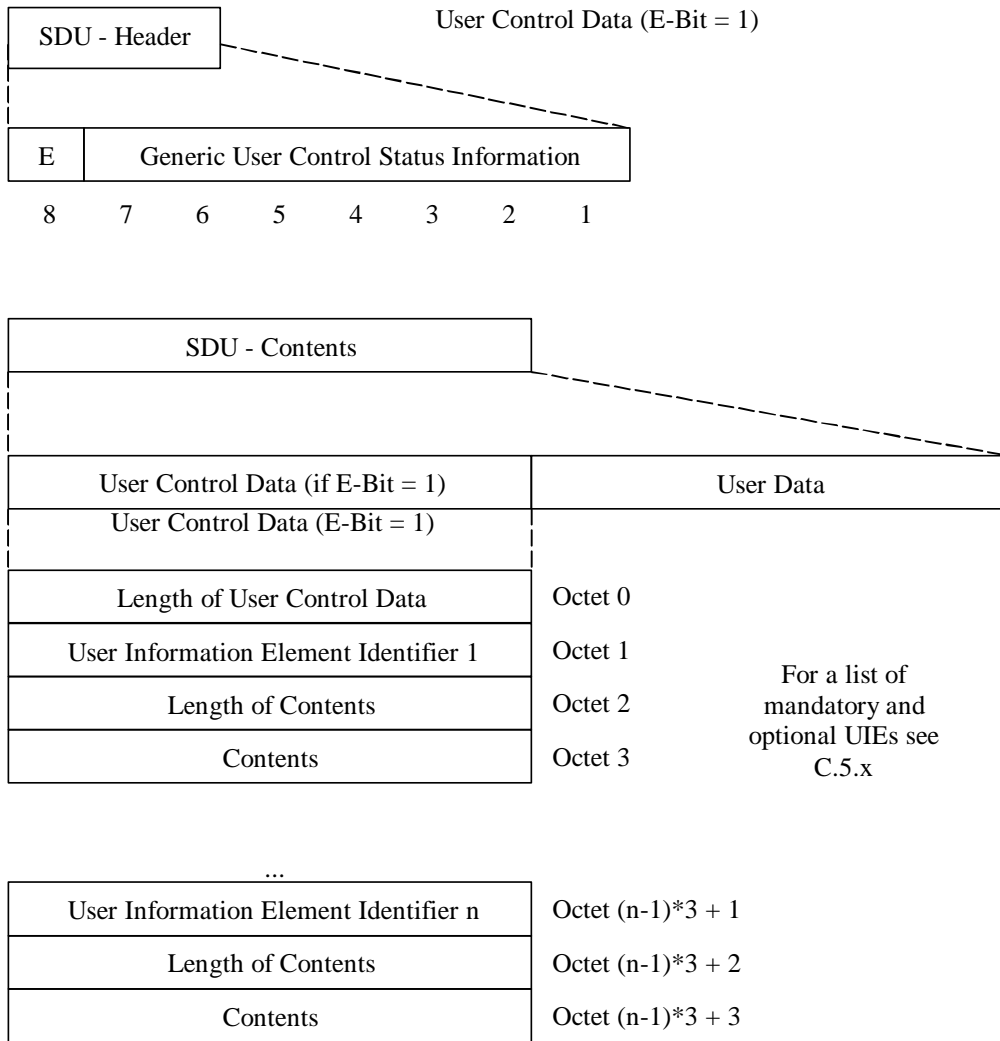 User Control Data (E-Bit = 1)
SDU - Header
E
Generic User Control Status Information
8 7 6 5 4 3 2 1
SDU - Contents
User Control Data (if E-Bit = 1)
User Data
User Control Data (E-Bit = 1)
Length of User Control Data
Octet 0
User Information Element Identifier 1
Octet 1
Length of Contents
Octet 2
Contents
Octet 3
For a list of
mandatory and
optional UIEs see
C.5.x
...
User Information Element Identifier n
Octet (n-1)*3 + 1
Length of Contents
Octet (n-1)*3 + 2
Contents
Octet (n-1)*3 + 3